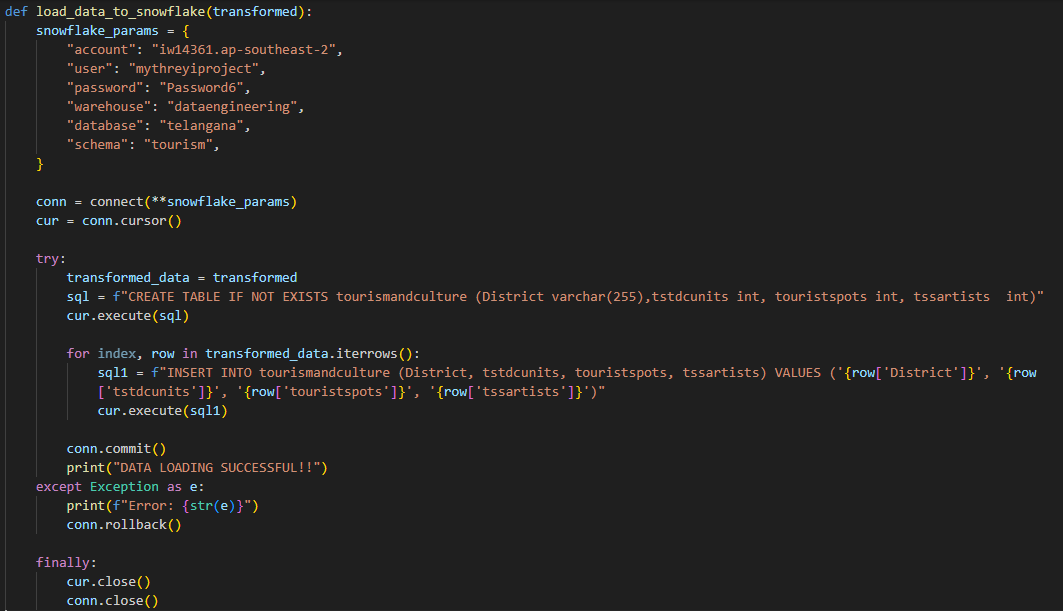 def load_data_to_snowflake(transformed):
    snowflake_params = {
        "account": "iw14361.ap-southeast-2",
        "user": "mythreyiproject",
        "password": "Password6",
        "warehouse": "dataengineering",
        "database": "telangana",
        "schema": "tourism",
    }

    conn = connect(**snowflake_params)
    cur = conn.cursor()

    try:
        transformed_data = transformed
        sql = f"CREATE TABLE IF NOT EXISTS tourismandculture (District varchar(255),tstdcunits int, touristspots int, tssartists  int)"
        cur.execute(sql)

        for index, row in transformed_data.iterrows():
            sql1 = f"INSERT INTO tourismandculture (District, tstdcunits, touristspots, tssartists) VALUES ('{row['District']}', '{row
            ['tstdcunits']}', '{row['touristspots']}', '{row['tssartists']}')"
            cur.execute(sql1)

        conn.commit()
        print("DATA LOADING SUCCESSFUL!!")
    except Exception as e:
        print(f"Error: {str(e)}")
        conn.rollback()

    finally:
        cur.close()
        conn.close()